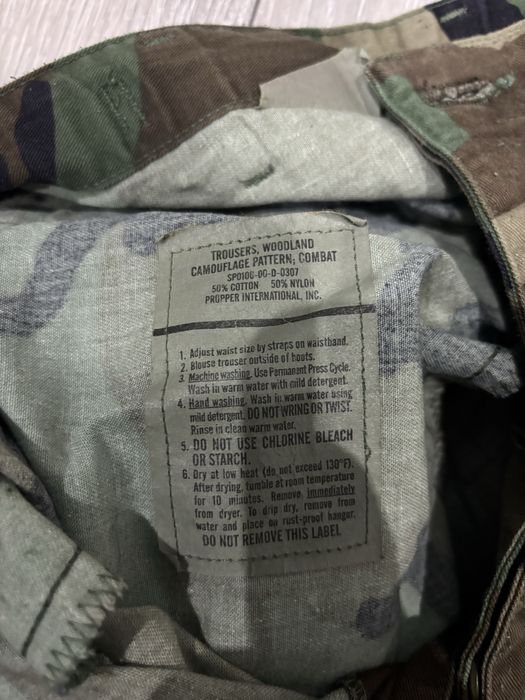 TROUSERS, WOODLAND
CAMOUFLAGE PATTERN; COMBAT
SPO100-00-D-0307
50% COTTON 50% NYLON
PROPPER INTERNATIONAL, INC.
1. Adjust waist size by straps on waistband.
2. Blouse trouser outside of boots.
3. Machine washing. Use Permanent Press Cycle.
Wash in warm water with mild detergent.
4. Hand washing. Wash in warm water using
mild detergent. DO NOT WRING OR TWIST.
Rinse in clean warm water.
5. DO NOT USE CHLORINE BLEACH
OR STARCH.
6. Dry at low heat (do not exceed 130°F).
After drying, tumble at room temperature
for 10 minutes. Remove immediately
from dryer. To drip dry, remove from
water and place on rust-proof hanger.
DO NOT REMOVE THIS LABEL